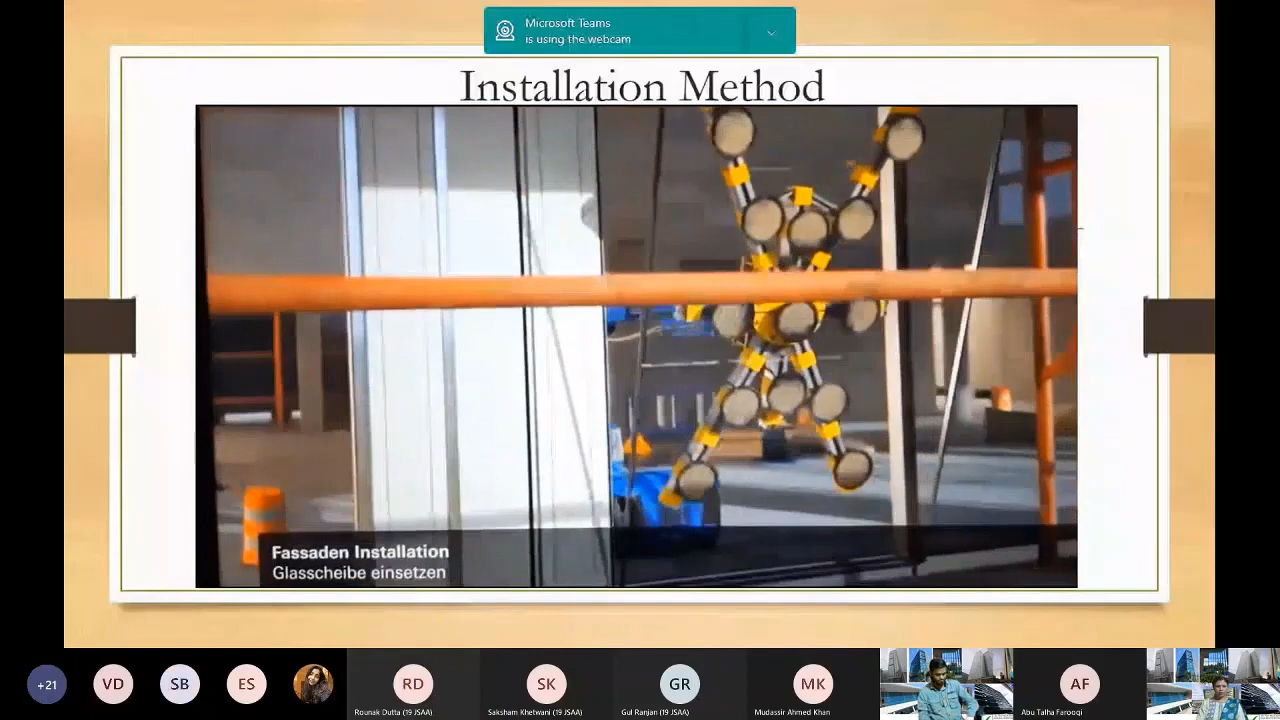 Microsoft Teams
is using the webcam
Installation Method
Fassaden Installation
Glasscheibe einsetzen
+21
VD
SB
ES
RD
SK
GR
MK
AF
Rounak Dutta (19 JSAA)
Saksham Khetwani (19 JSAA)
Gul Ranjan (19 JSAA)
Mudassir Ahmed Khan
Abu Talha Farooqi